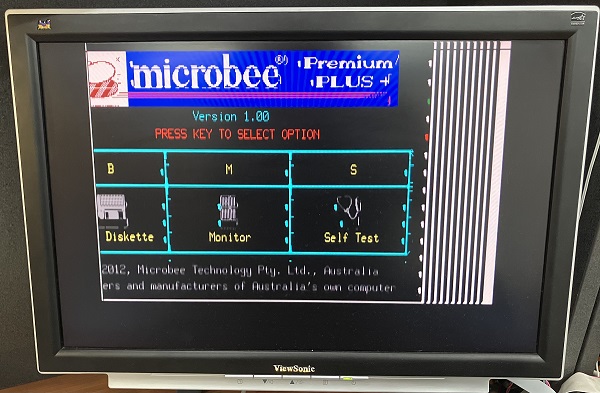 microbee® Premium
PLUS+
Version 1.00
PRESS KEY TO SELECT OPTION
B M S
Diskette Monitor Self Test
2012, Microbee Technology Pty. Ltd., Australia
ers and manufacturers of Australia's own computer
ViewSonic